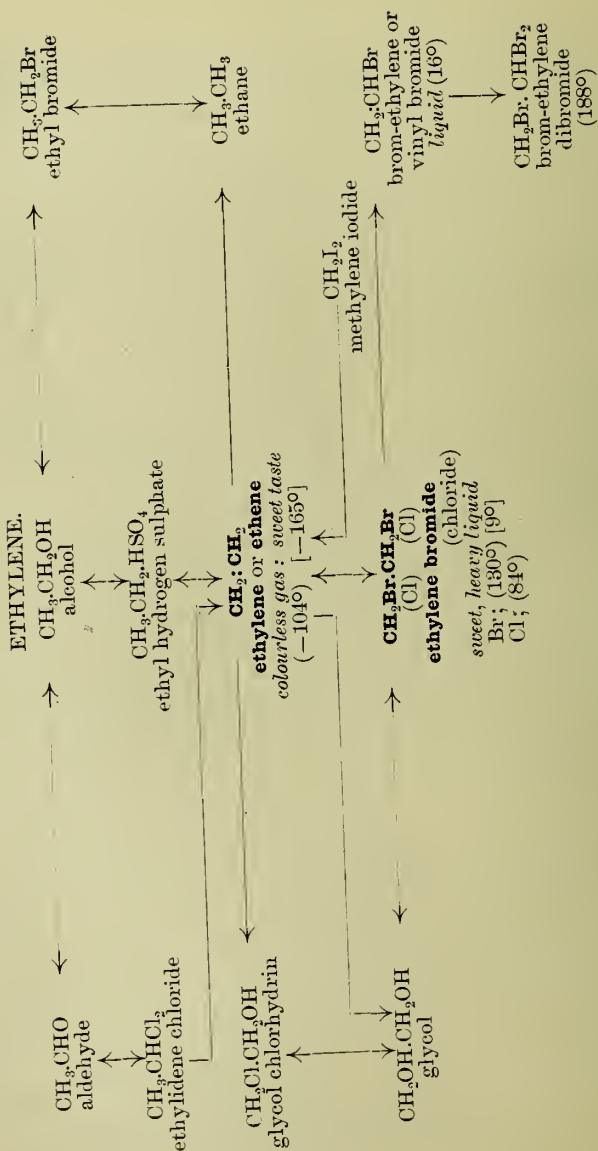 ETHYLENE.
CH₃.CHO
aldehyde
CH₃.CH₂OH
alcohol
CH₃.CH₂Br
ethyl bromide
CH₃.CHCl₂
ethylidene chloride
CH₃.CH₂.HSO₄
ethyl hydrogen sulphate
CH₃.CH₃
ethane
CH₂Cl.CH₂OH
glycol chlorhydrin
CH₂:CH₂
ethylene or ethene
colourless gas: sweet taste
(—104°) [—165°]
CH₂I₂
methylene iodide
CH₂OH.CH₂OH
glycol
CH₂Br.CH₂Br
(Cl) (Cl)
ethylene bromide
(chloride)
sweet, heavy liquid
Br; (130°) [9°]
Cl; (84°)
CH₂:CHBr
brom-ethylene or
vinyl bromide
liquid (16°)
CH₂Br.CHBr₂
brom-ethylene
dibromide
(188°)